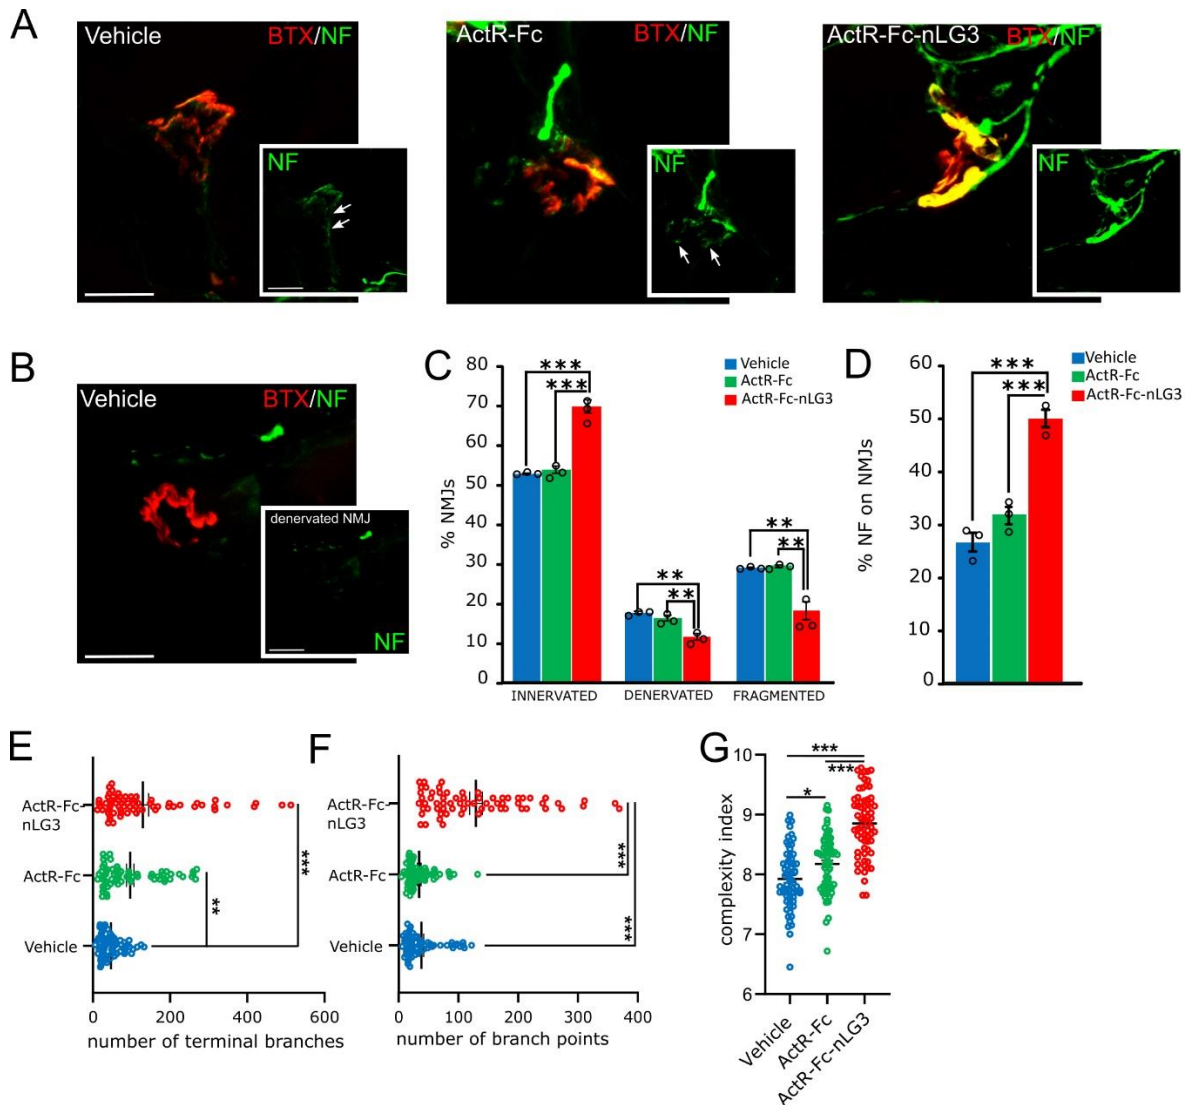 A
Vehicle
BTX/NF
NF
ActR-Fc
BTX/NF
NF
ActR-Fc-nLG3
BTX/NF
NF
B
Vehicle
BTX/NF
denervated NMJ
NF
C
% NMJs
80
70
60
50
40
30
20
10
0
***
***
**
**
**
**
Vehicle
ActR-Fc
ActR-Fc-nLG3
INNERVATED
DENERVATED
FRAGMENTED
D
% NF on NMJs
60
50
40
30
20
10
0
***
***
Vehicle
ActR-Fc
ActR-Fc-nLG3
E
ActR-Fc
nLG3
ActR-Fc
Vehicle
**
***
0 200 400 600
number of terminal branches
F
ActR-Fc-
nLG3
ActR-Fc
Vehicle
***
***
0 100 200 300 400
number of branch points
G
complexity index
10
9
8
7
6
***
***
*
Vehicle
ActR-Fc
ActR-Fc-nLG3